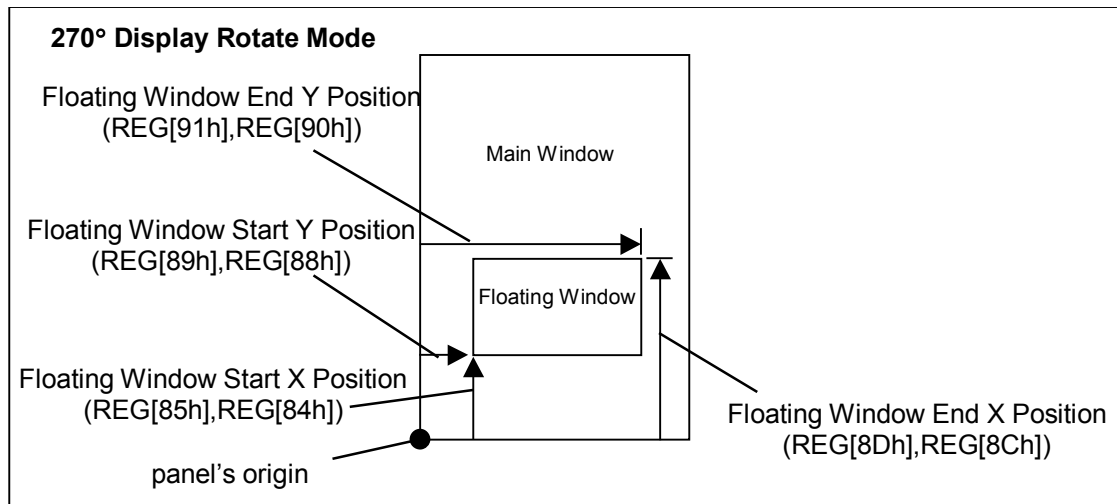 270° Display Rotate Mode
Floating Window End Y Position
(REG[91h],REG[90h])
Main Window
Floating Window Start Y Position
(REG[89h],REG[88h])
Floating Window
Floating Window Start X Position
(REG[85h],REG[84h])
Floating Window End X Position
(REG[8Dh],REG[8Ch])
panel's origin